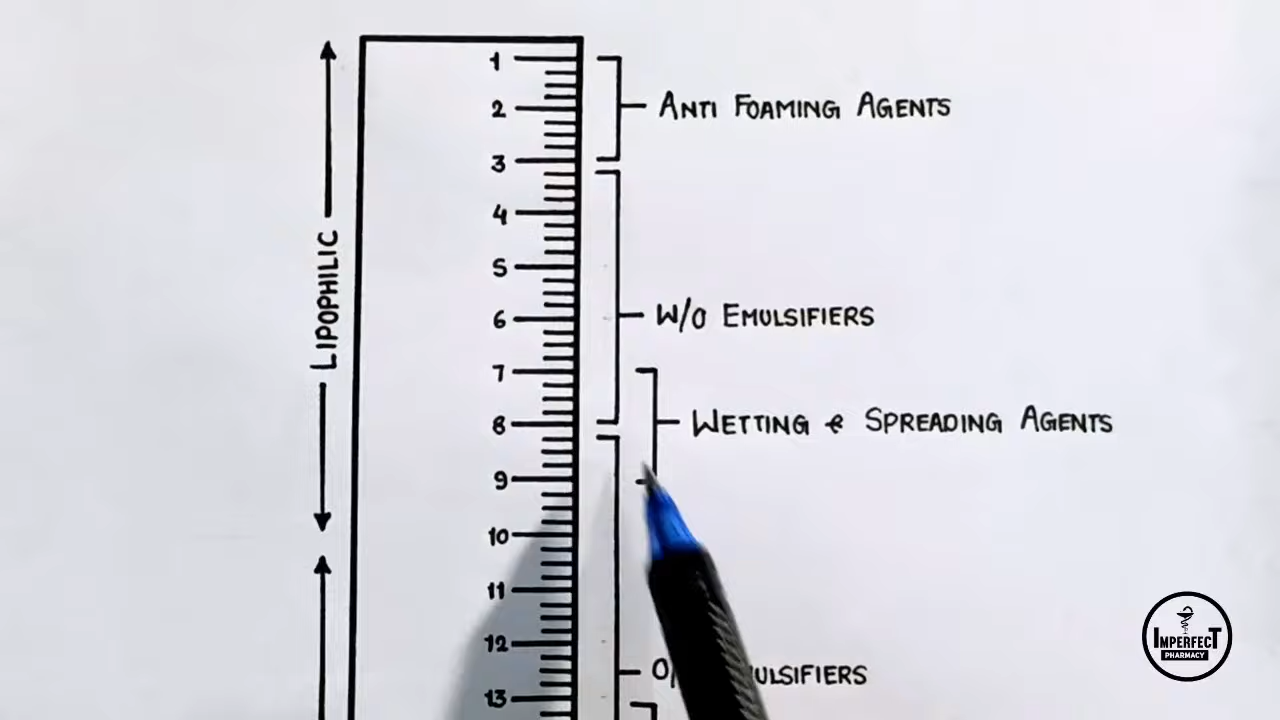 1
ANTI FOAMING AGENTS
2
3
4
LIPOPHILIC
5
6
W/O EMULSIFIERS
7
8
WETTING & SPREADING AGENTS
9
10
11
12
13
IMPERFECT
PHARMACY